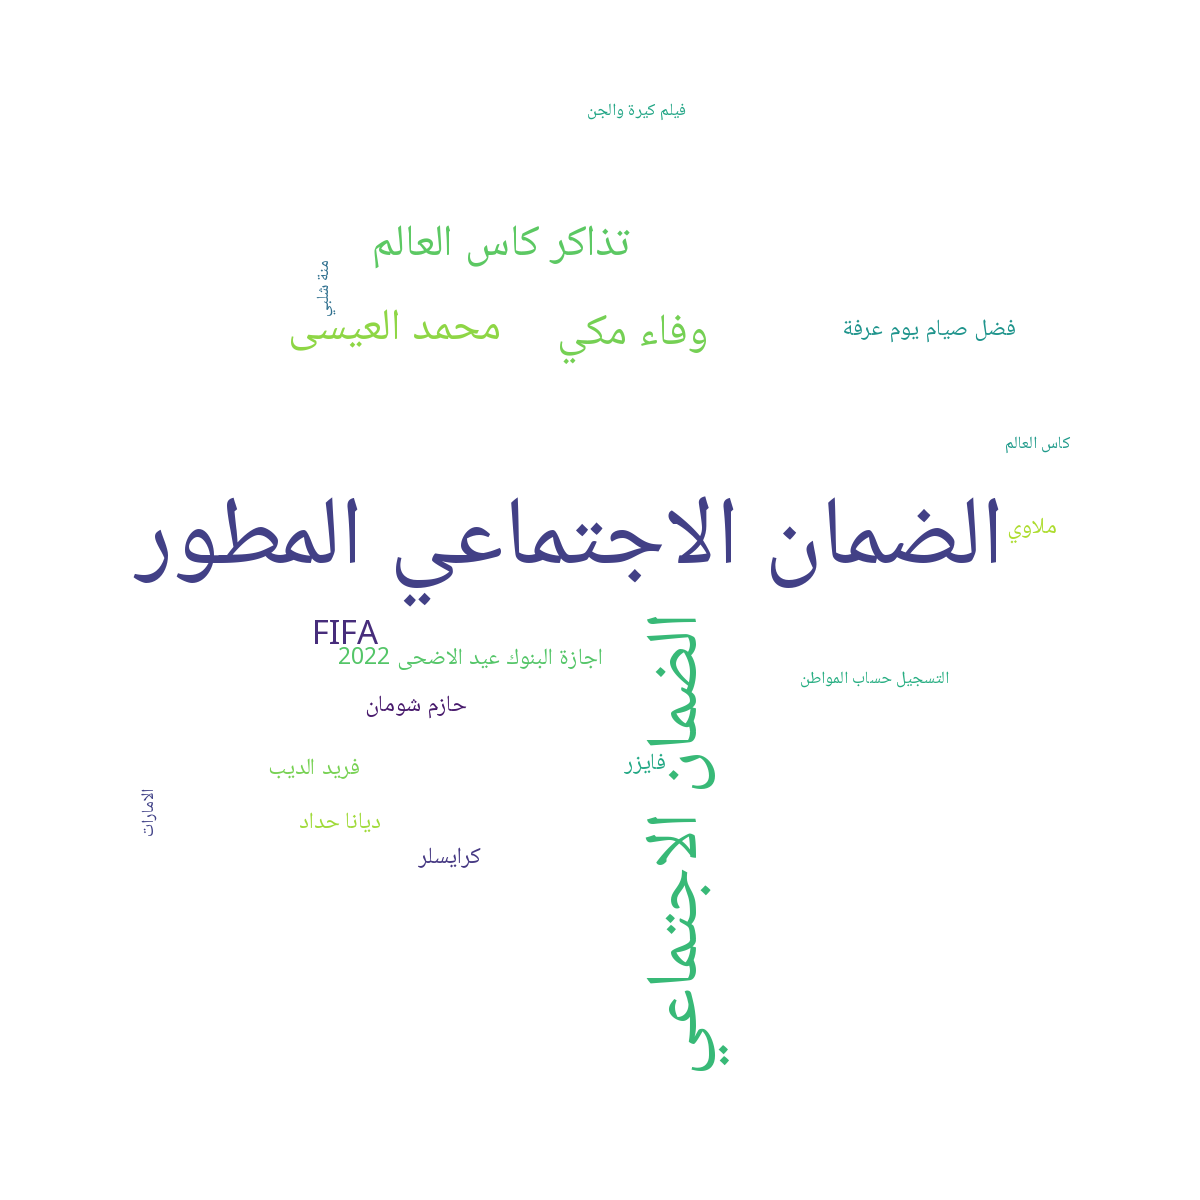 فيلم كيرة والجن
تذاكر كاس العالم
منة شلبي
محمد العيسى
وفاء مكي
فضل صيام يوم عرفة
كاس العالم
الضمان الاجتماعي المطور
ملاوي
FIFA
اجازة البنوك عيد الاضحى 2022
الضمان الاجتماعي
التسجيل حساب المواطن
حازم شومان
فريد الديب
فايزر
الامارات
ديانا حداد
كرايسلر